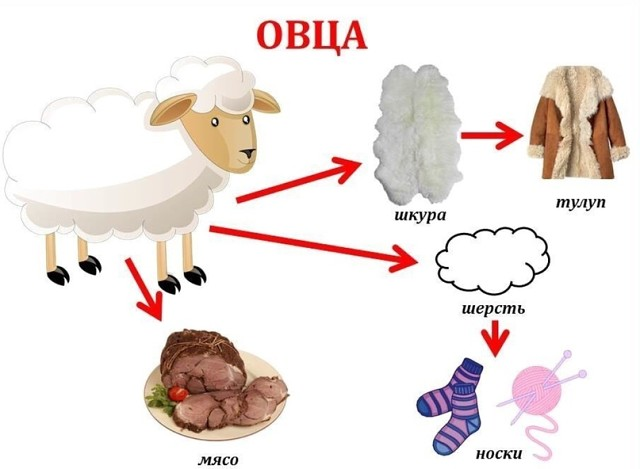 ОВЦА
шкура
тулуп
шерсть
мясо
носки